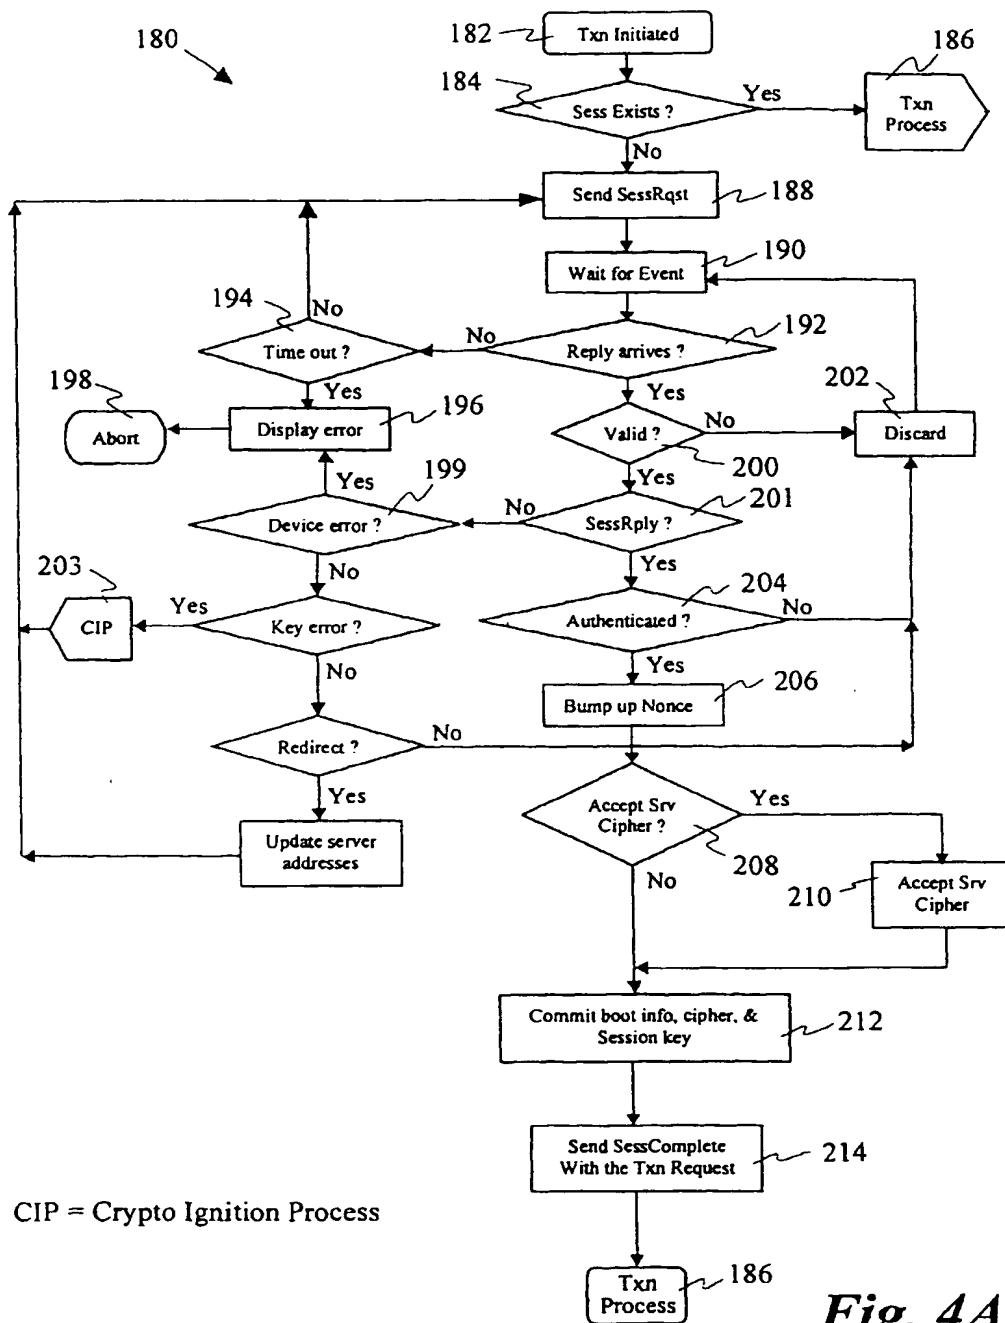 180
182
Txn Initiated
184
Sess Exists ?
Yes
186
Txn
Process
No
Send SessRqst
188
Wait for Event
190
194
No
Time out ?
No
Reply arrives ?
192
Yes
Yes
198
Abort
Display error
196
Valid ?
200
No
202
Discard
Yes
Yes
199
Device error ?
No
SessRply ?
201
No
Yes
203
CIP
Yes
Key error ?
Authenticated ?
204
No
No
Yes
Bump up Nonce
206
Redirect ?
No
Yes
Accept Srv
Cipher ?
Yes
208
Update server
addresses
No
210
Accept Srv
Cipher
Commit boot info, cipher, &
Session key
212
Send SessComplete
With the Txn Request
214
CIP = Crypto Ignition Process
Txn
Process
186
Fig. 4A